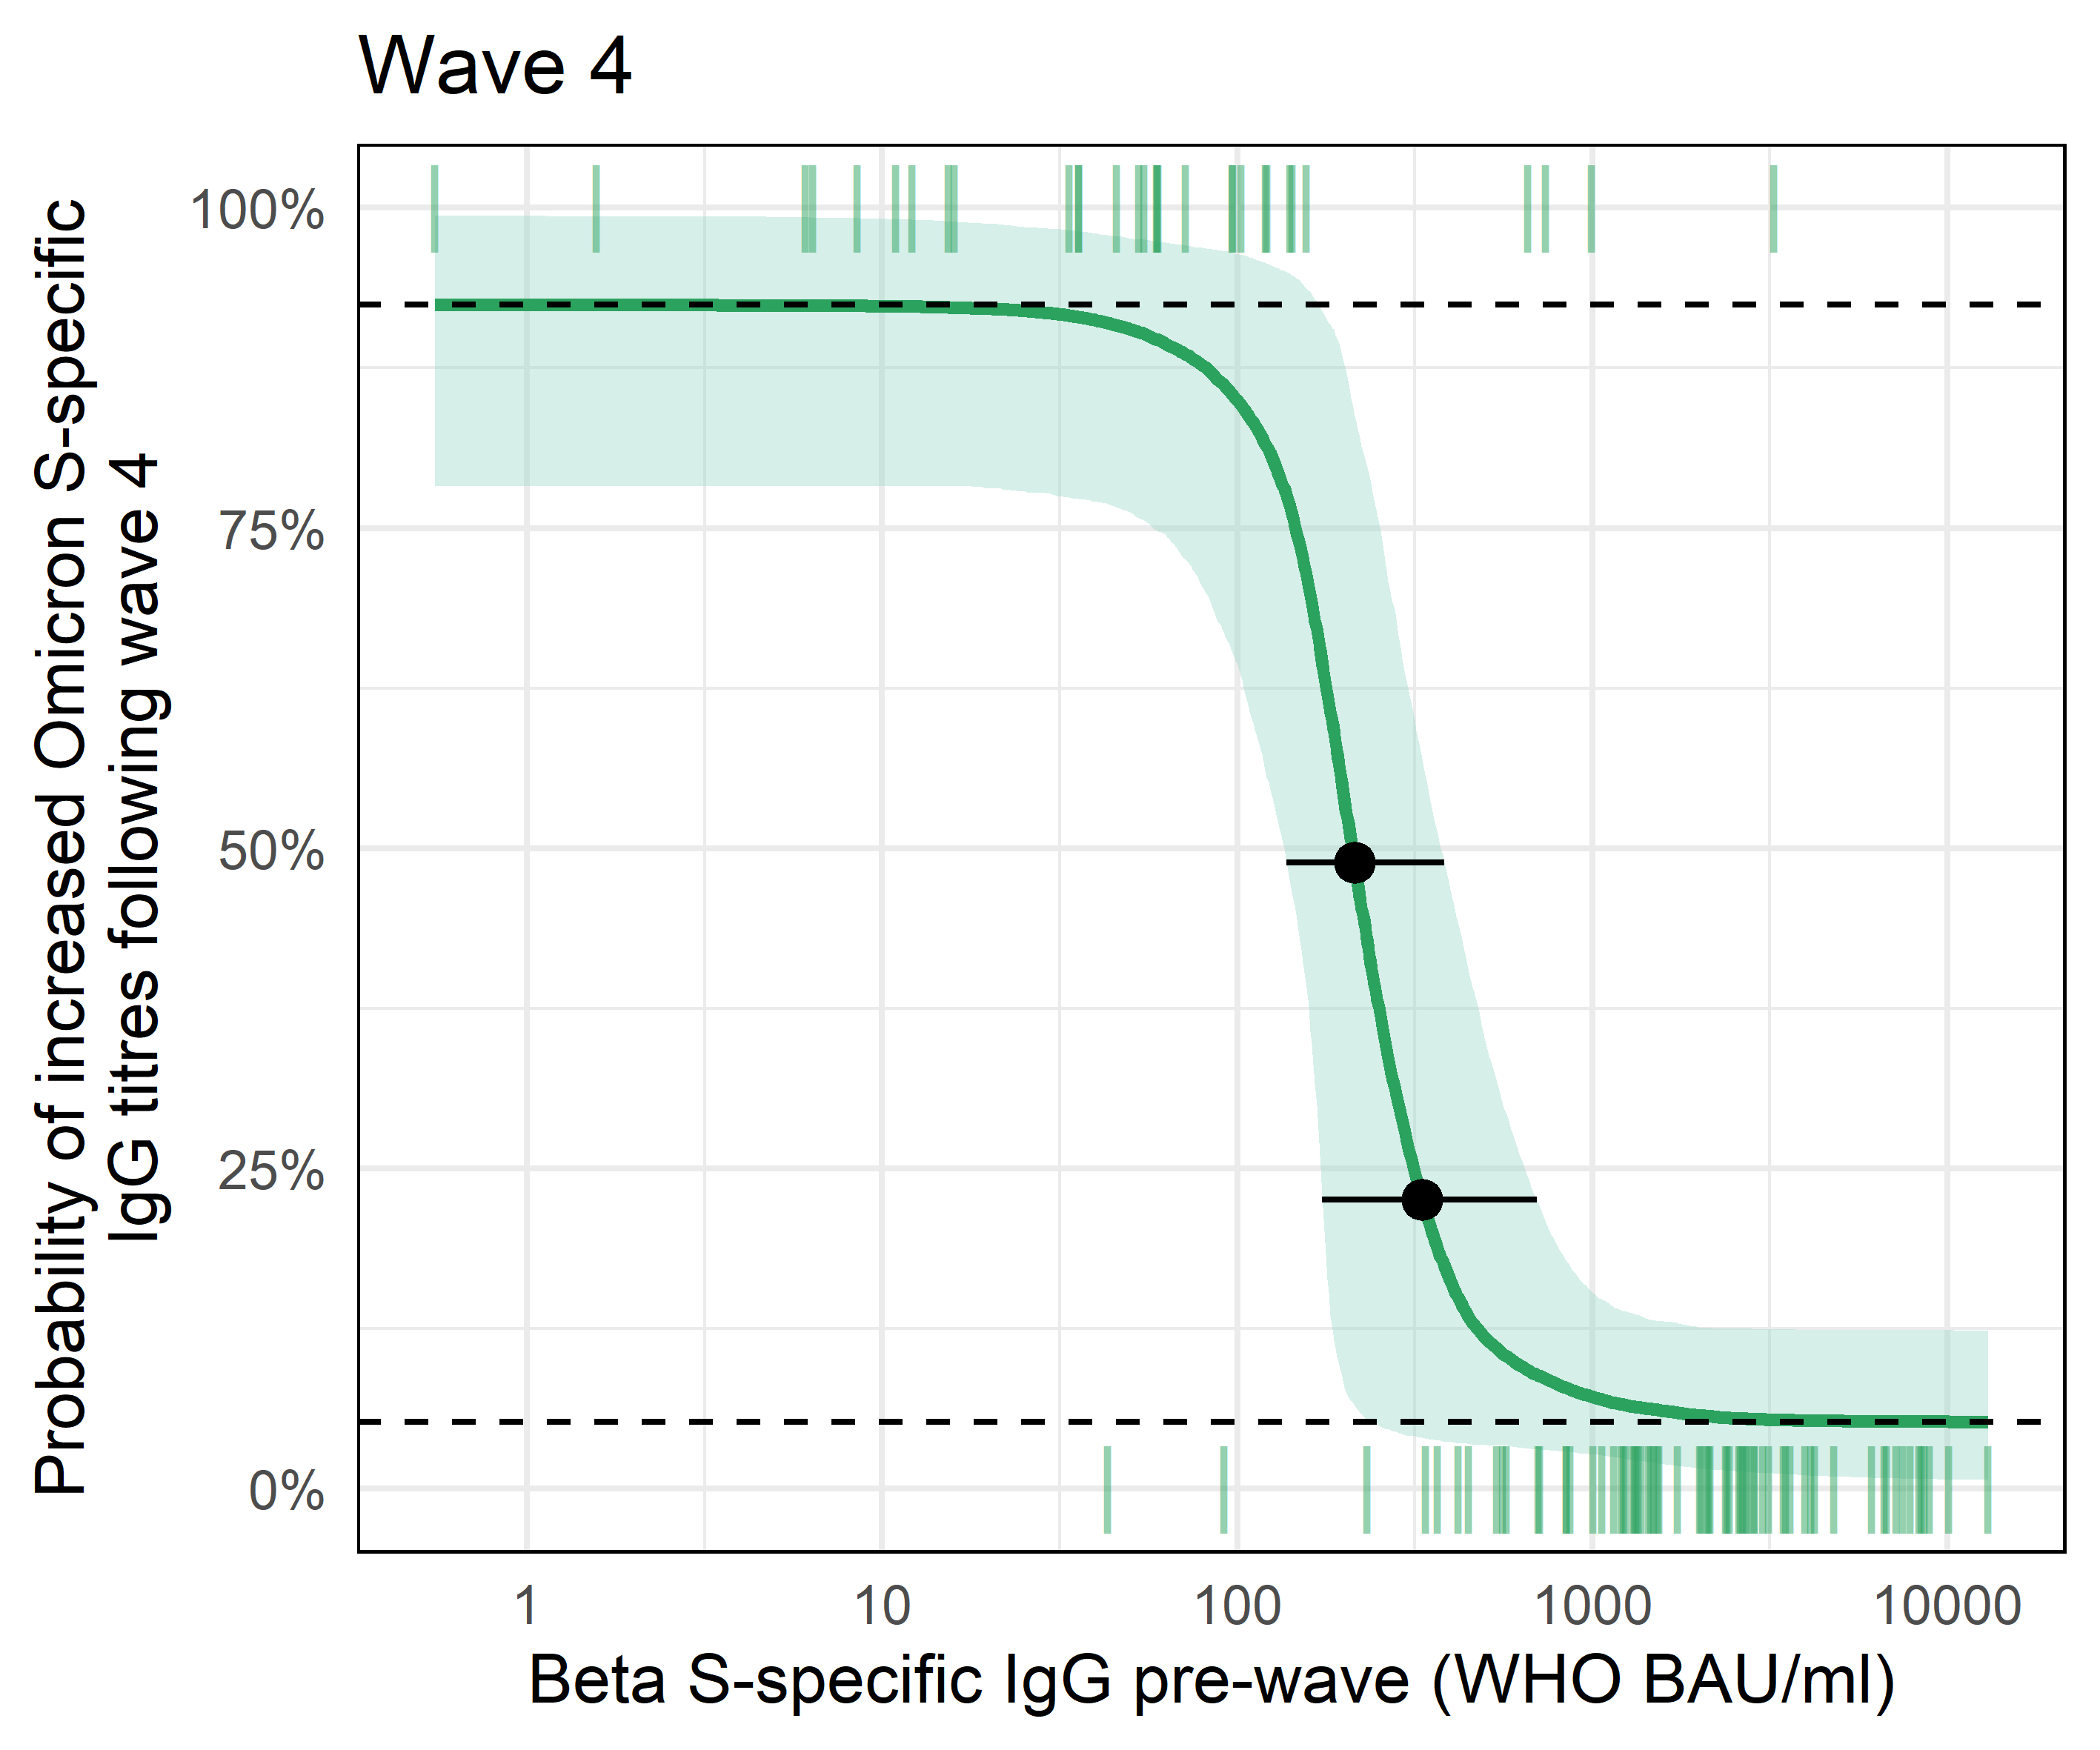 Wave 4
Probability of increased Omicron S-specific
IgG titres following wave 4
100%
75%
50%
25%
0%
1 10 100 1000 10000
Beta S-specific IgG pre-wave (WHO BAU/ml)